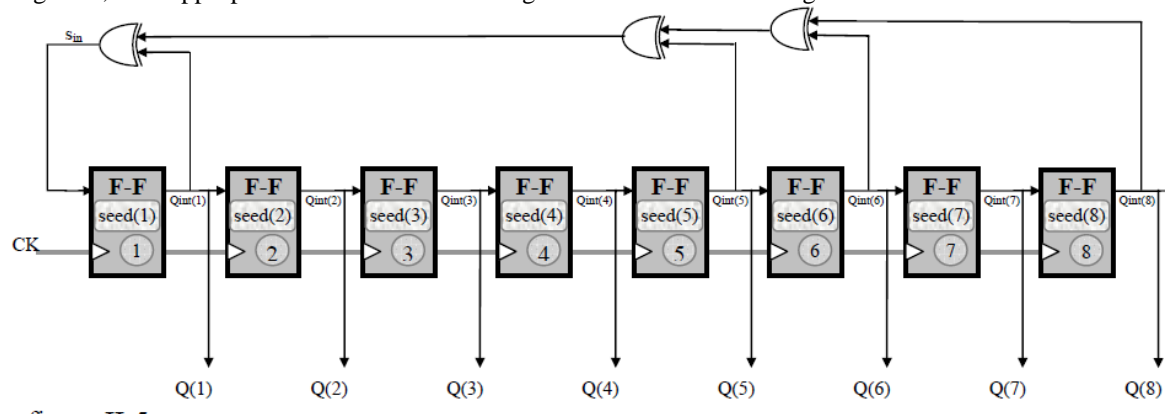 Sin
F-F F-F F-F F-F F-F F-F F-F F-F
seed(1) Qint(1) seed(2) Qint(2) seed(3) Qint(3) seed(4) Qint(4) seed(5) Qint(5) seed(6) Qint(6) seed(7) Qint(7) seed(8) Qint(8)
CK 1 2 3 4 5 6 7 8
Q(1) Q(2) Q(3) Q(4) Q(5) Q(6) Q(7) Q(8)